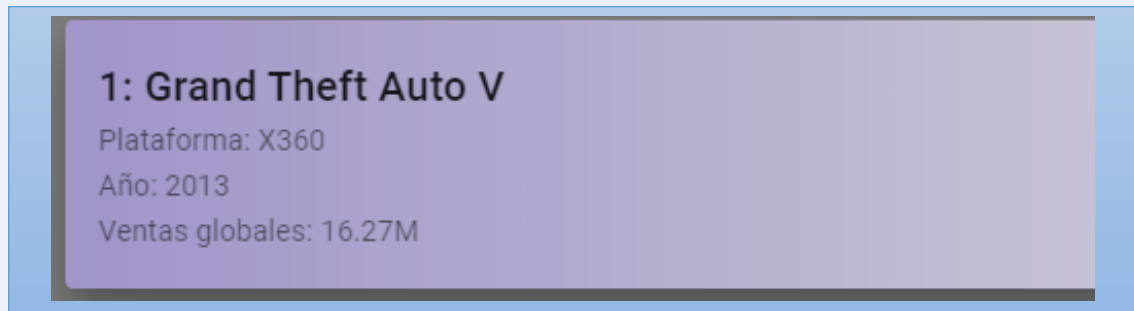 1: Grand Theft Auto V
Plataforma: X360
Año: 2013
Ventas globales: 16.27M